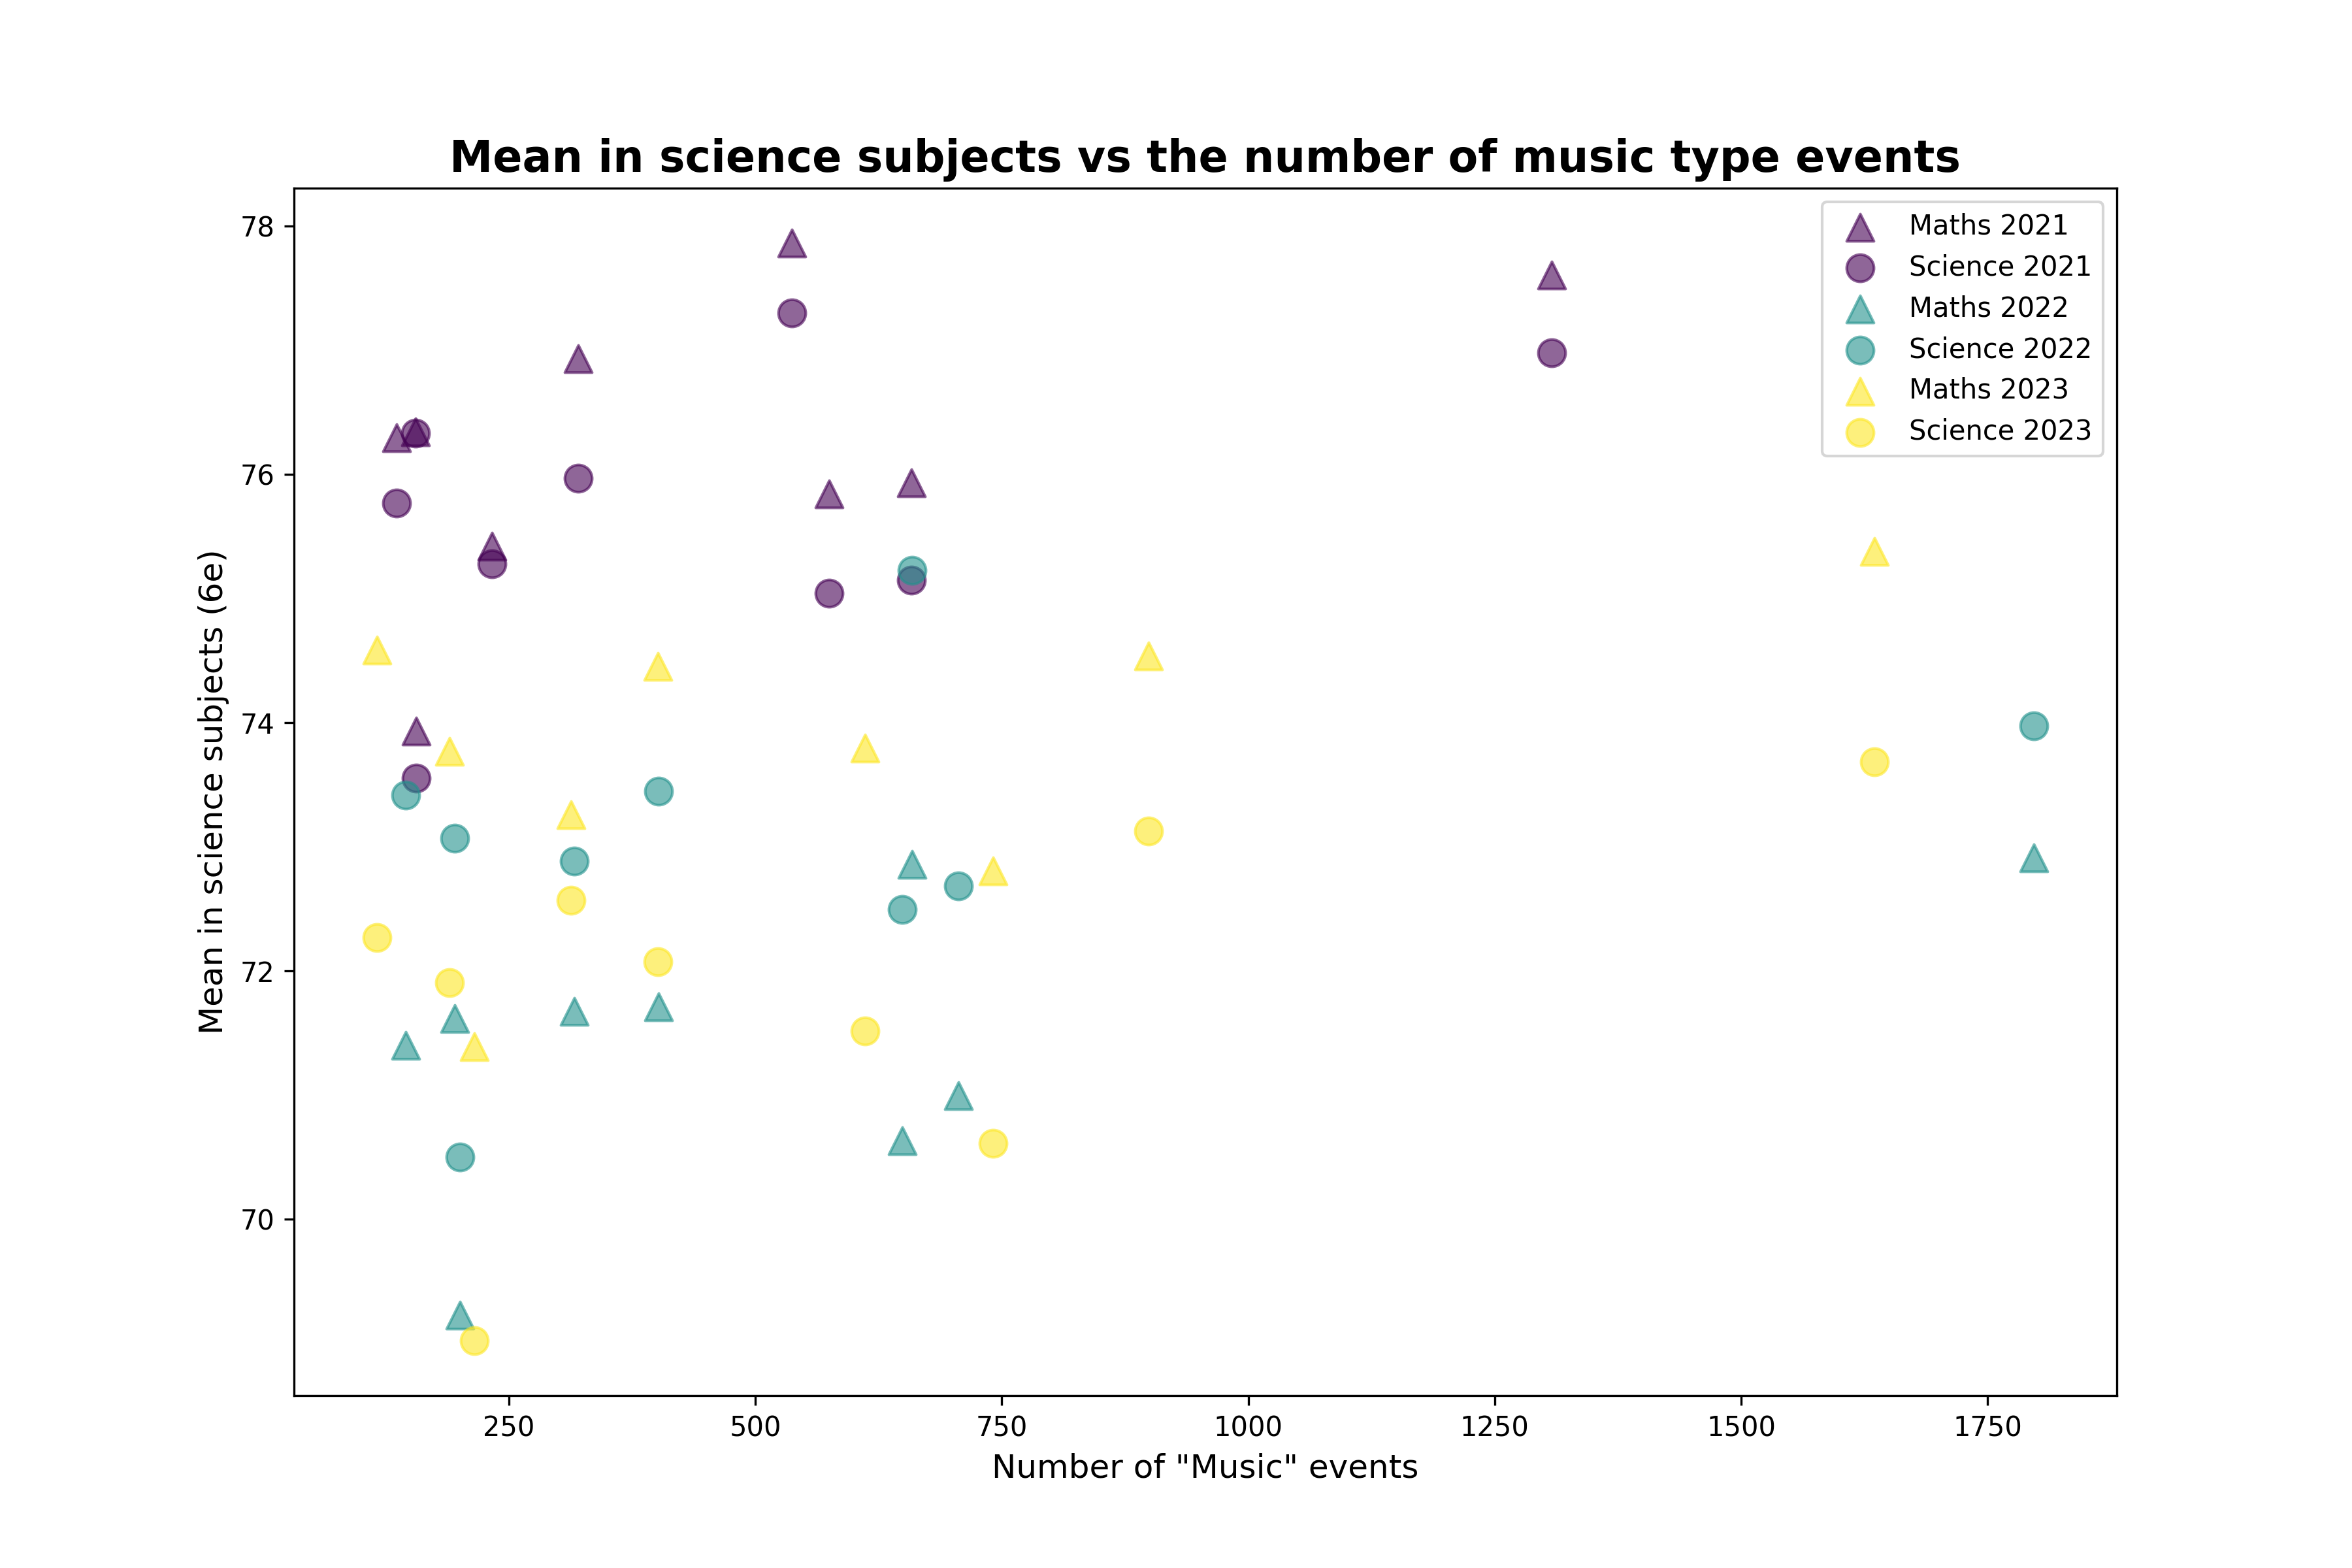 Mean in science subjects vs the number of music type events
Maths 2021
Science 2021
Maths 2022
Science 2022
Maths 2023
Science 2023
78
76
74
72
70
Mean in science subjects (6e)
250 500 750 1000 1250 1500 1750
Number of "Music" events